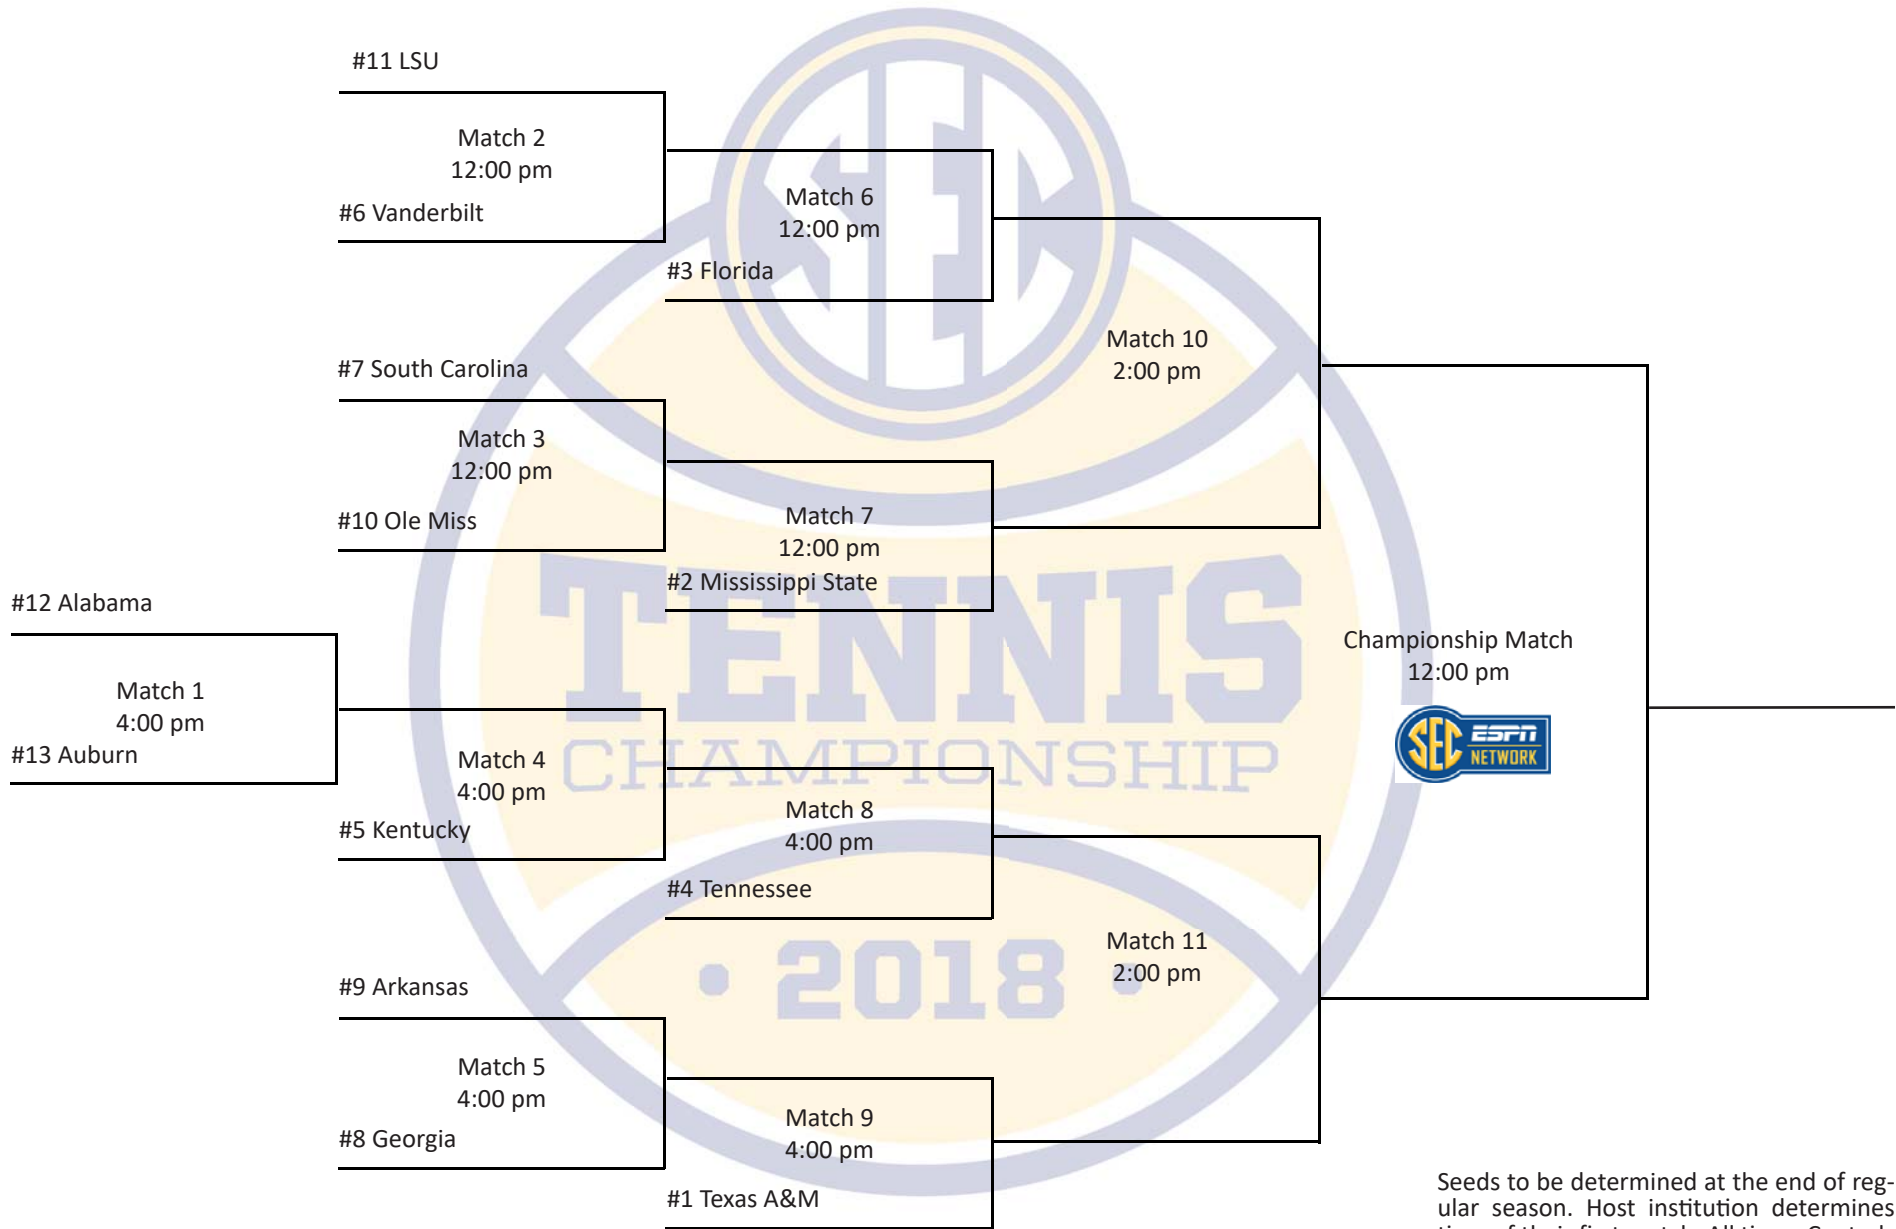 #11 LSU
Match 2
12:00 pm
#6 Vanderbilt
Match 6
12:00 pm
#3 Florida
Match 10
2:00 pm
#7 South Carolina
Match 3
12:00 pm
#10 Ole Miss
Match 7
12:00 pm
#2 Mississippi State
#12 Alabama
Match 1
4:00 pm
#13 Auburn
Match 4
4:00 pm
#5 Kentucky
Match 8
4:00 pm
#4 Tennessee
Match 11
2:00 pm
#9 Arkansas
Match 5
4:00 pm
#8 Georgia
Match 9
4:00 pm
#1 Texas A&M
Championship Match
12:00 pm
SEC ESPN
NETWORK
SEC
TENNIS
CHAMPIONSHIP
• 2018 •
Seeds to be determined at the end of reg-
ular season. Host institution determines